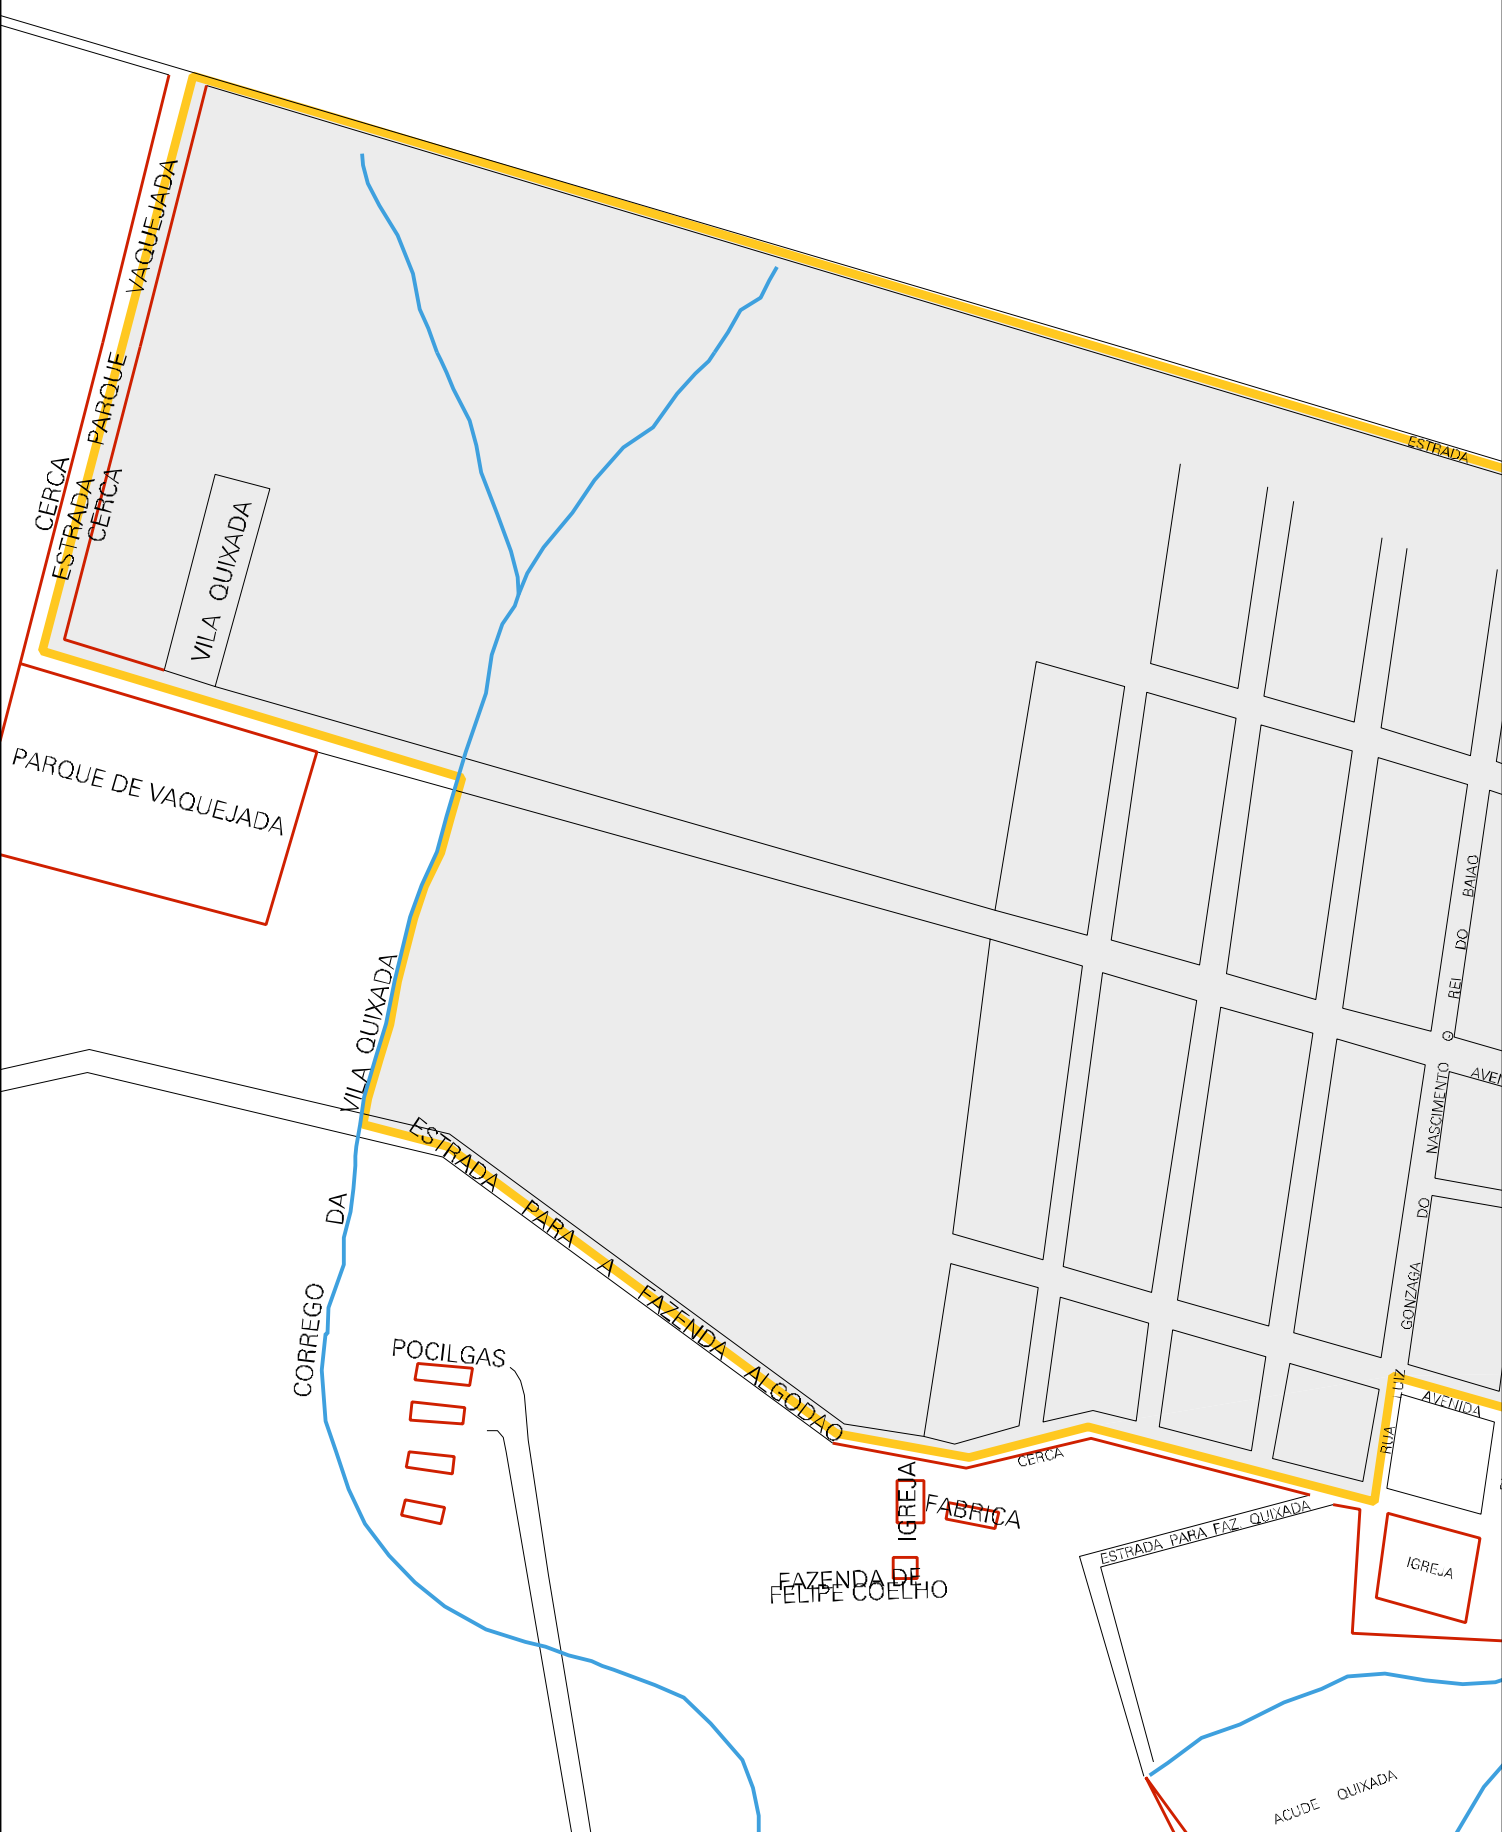 ESTRADA PARQUE VAQUEJADA
ESTRADA
CERCA
CERCA
VILA QUIXADA
PARQUE DE VAQUEJADA
CORREGO DA VILA QUIXADA
ESTRADA PARA A FAZENDA ALGODAO
RUA LUIZ GONZAGA DO NASCIMENTO O REI DO BAIAO
AVEN
AVENIDA
POCILGAS
CERCA
IGREJA
FABRICA
FAZENDA DE
FELIPE COELHO
ESTRADA PARA FAZ. QUIXADA
IGREJA
ACUDE QUIXADA